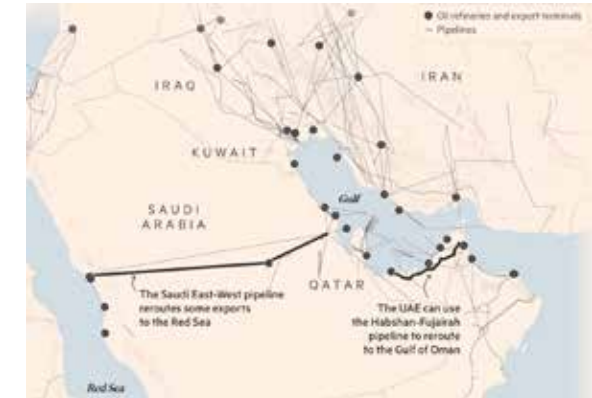 Oil refineries and export terminals
Pipelines
IRAN
IRAQ
KUWAIT
Gulf
SAUDI
ARABIA
QATAR
The Saudi East-West pipeline
reroutes some exports
to the Red Sea
The UAE can use
the Habshan-Fujairah
pipeline to reroute
to the Gulf of Oman
Red Sea